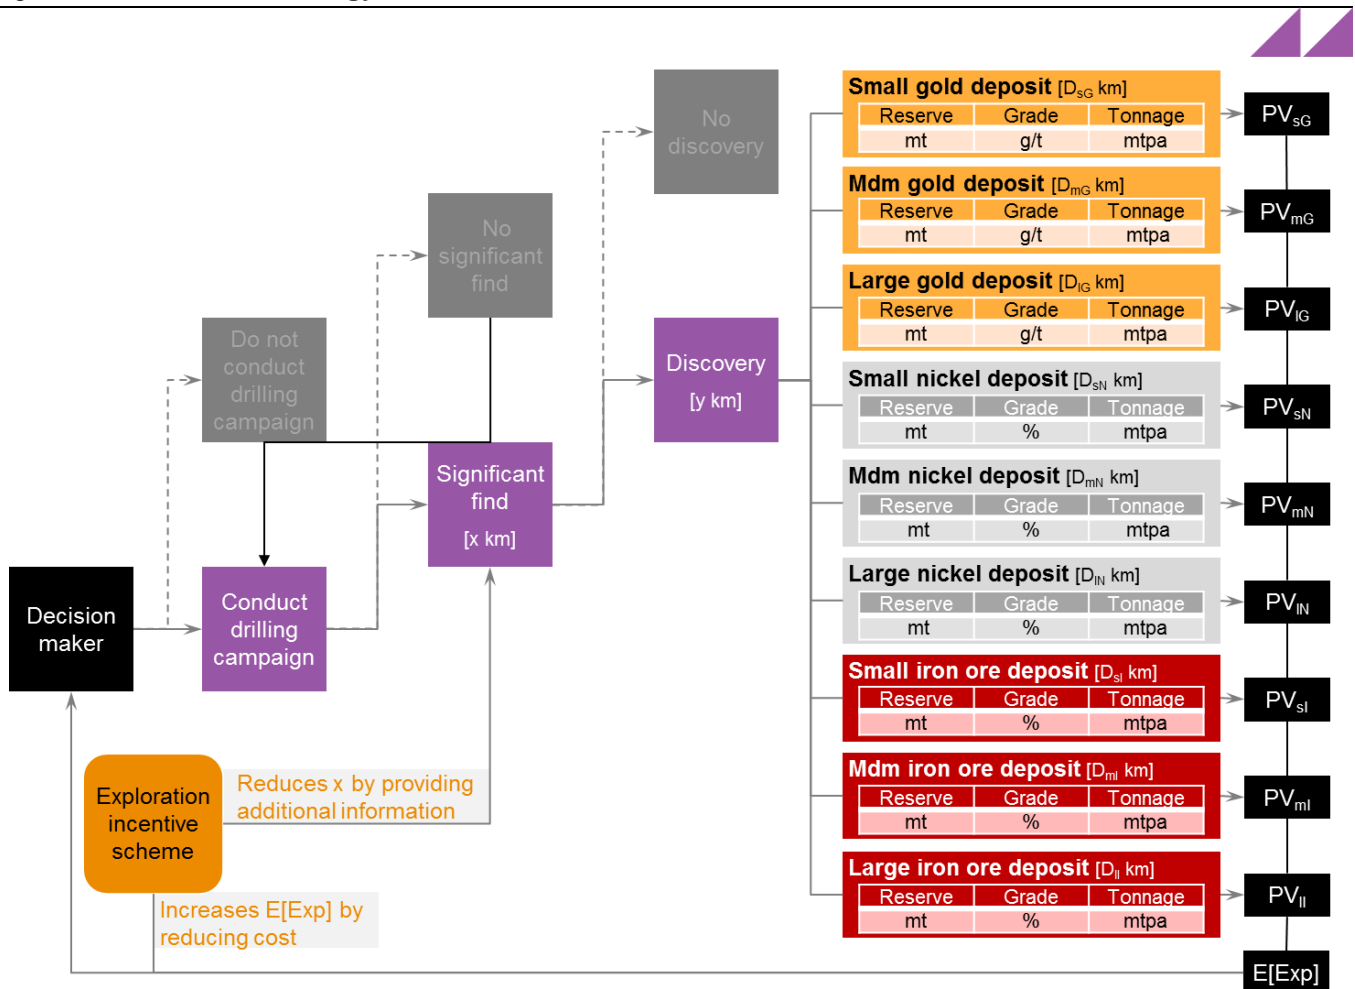 Small gold deposit [DsG km]
Reserve Grade Tonnage
mt g/t mtpa
PVsG
No
discovery
Mdm gold deposit [DmG km]
Reserve Grade Tonnage
mt g/t mtpa
PVmG
No
significant
find
Large gold deposit [DlG km]
Reserve Grade Tonnage
mt g/t mtpa
PVlG
Do not
conduct
drilling
campaign
Discovery
[y km]
Small nickel deposit [DsN km]
Reserve Grade Tonnage
mt % mtpa
PVsN
Significant
find
[x km]
Mdm nickel deposit [DmN km]
Reserve Grade Tonnage
mt % mtpa
PVmN
Decision
maker
Conduct
drilling
campaign
Large nickel deposit [DlN km]
Reserve Grade Tonnage
mt % mtpa
PVlN
Small iron ore deposit [DsI km]
Reserve Grade Tonnage
mt % mtpa
PVsI
Exploration
incentive
scheme
Reduces x by providing
additional information
Mdm iron ore deposit [DmI km]
Reserve Grade Tonnage
mt % mtpa
PVmI
Increases E[Exp] by
reducing cost
Large iron ore deposit [DlI km]
Reserve Grade Tonnage
mt % mtpa
PVlI
E[Exp]